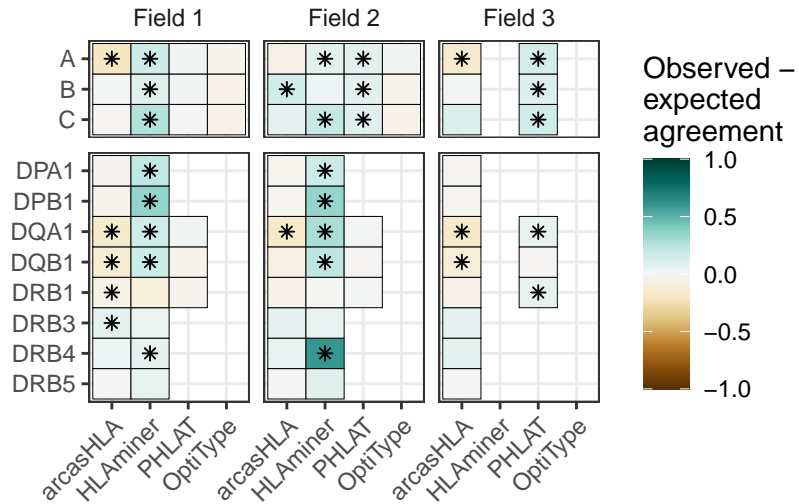 Field 1
Field 2
Field 3
A
B
C
DPA1
DPB1
DQA1
DQB1
DRB1
DRB3
DRB4
DRB5
arcasHLA
HLAminer
PHLAT
OptiType
arcasHLA
HLAminer
PHLAT
OptiType
arcasHLA
HLAminer
PHLAT
OptiType
Observed −
expected
agreement
1.0
0.5
0.0
−0.5
−1.0